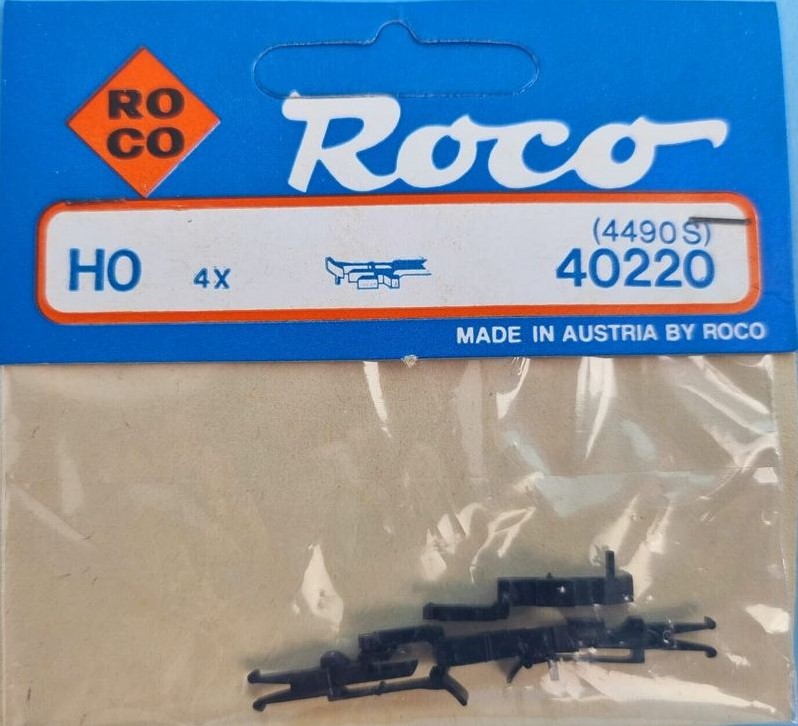 RO
CO
Roco
HO 4X
(4490S)
40220
MADE IN AUSTRIA BY ROCO